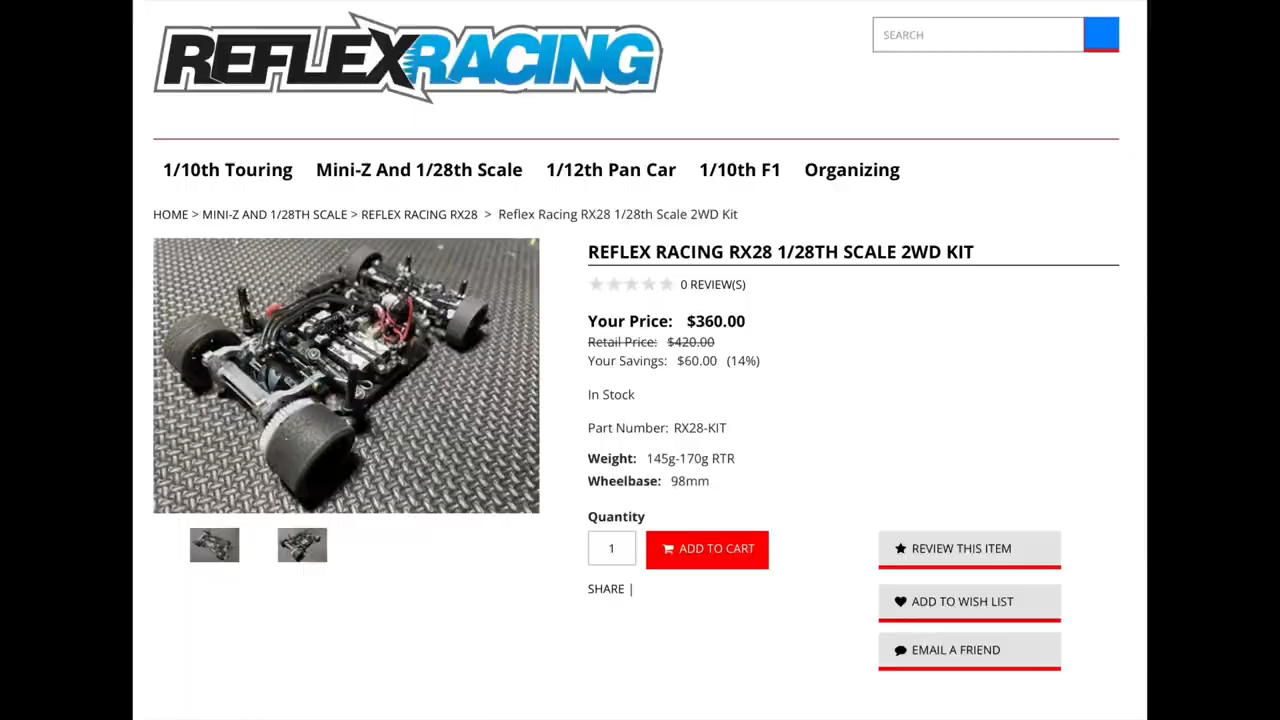 REFLEXRACING
SEARCH
1/10th Touring Mini-Z And 1/28th Scale 1/12th Pan Car 1/10th F1 Organizing
HOME > MINI-Z AND 1/28TH SCALE > REFLEX RACING RX28 > Reflex Racing RX28 1/28th Scale 2WD Kit
REFLEX RACING RX28 1/28TH SCALE 2WD KIT
0 REVIEW(S)
Your Price: $360.00
Retail Price: $420.00
Your Savings: $60.00 (14%)
In Stock
Part Number: RX28-KIT
Weight: 145g-170g RTR
Wheelbase: 98mm
Quantity
1
ADD TO CART
SHARE |
REVIEW THIS ITEM
ADD TO WISH LIST
EMAIL A FRIEND